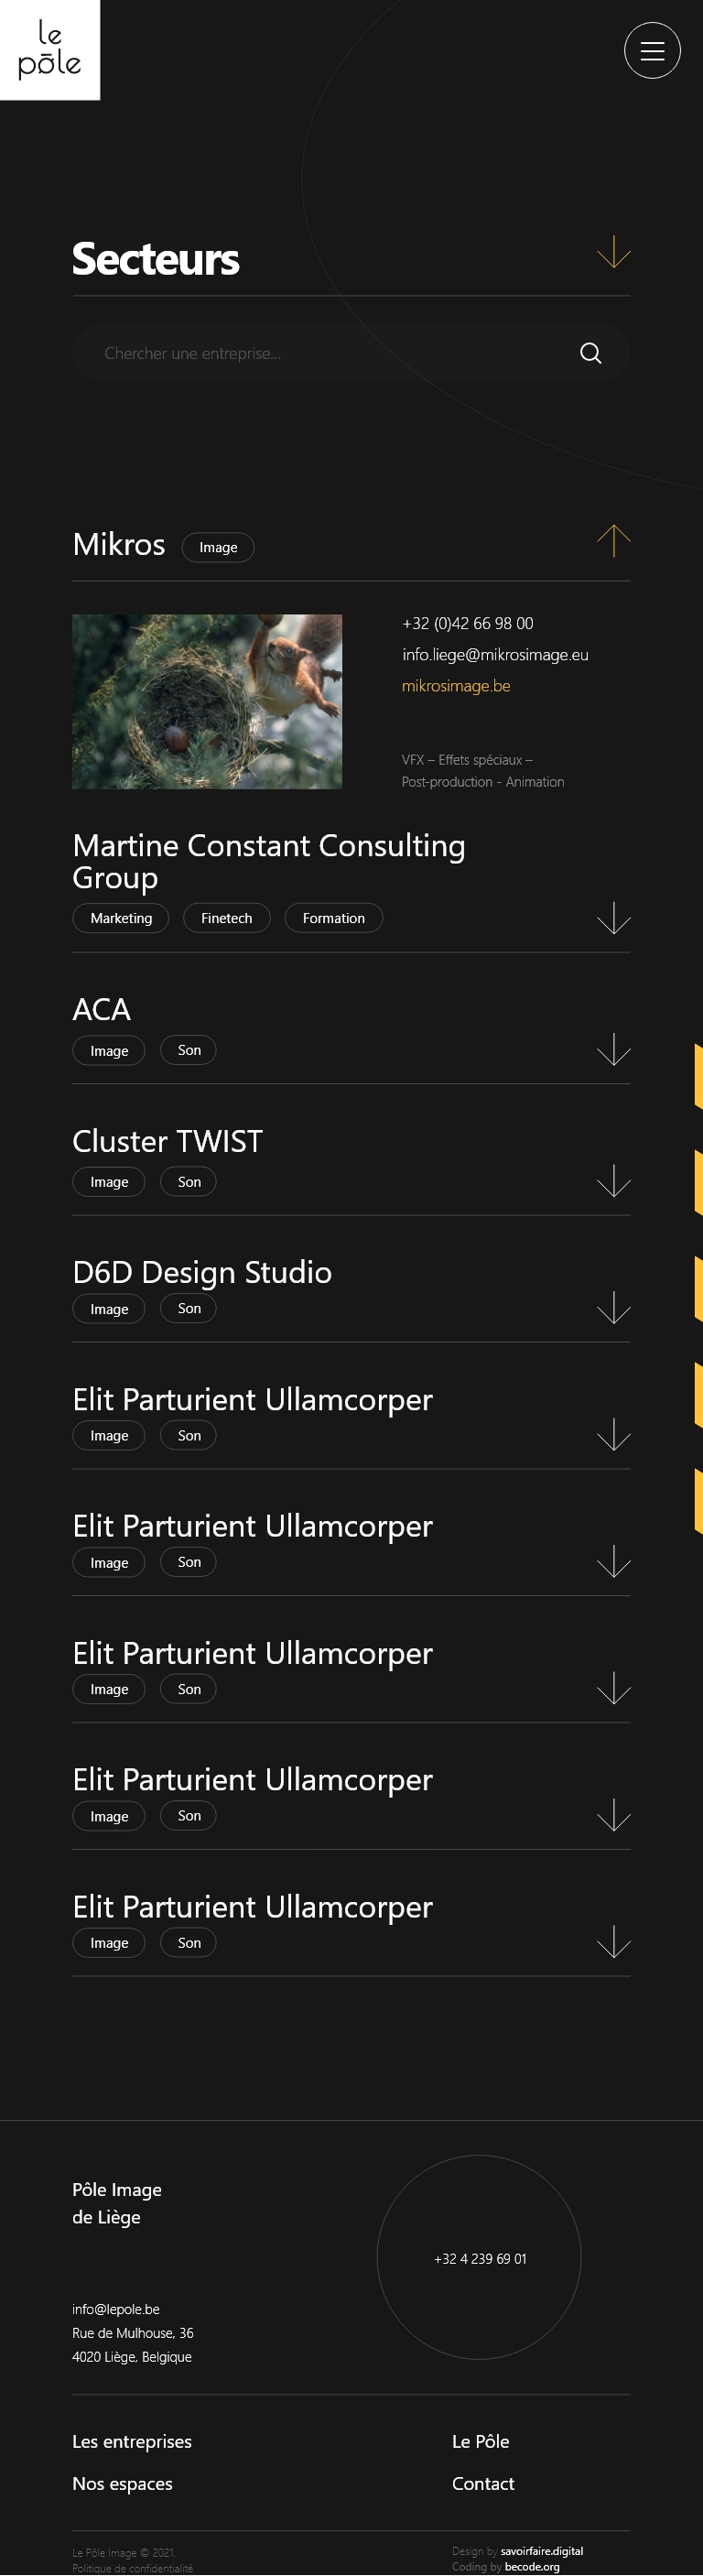 le
pōle
Secteurs
Chercher une entreprise...
Mikros
Image
+32 (0)42 66 98 00
info.liege@mikrosimage.eu
mikrosimage.be
VFX – Effets spéciaux –
Post-production - Animation
Martine Constant Consulting
Group
Marketing Finetech Formation
ACA
Image Son
Cluster TWIST
Image Son
D6D Design Studio
Image Son
Elit Parturient Ullamcorper
Image Son
Elit Parturient Ullamcorper
Image Son
Elit Parturient Ullamcorper
Image Son
Elit Parturient Ullamcorper
Image Son
Elit Parturient Ullamcorper
Image Son
Pôle Image
de Liège
+32 4 239 69 01
info@lepole.be
Rue de Mulhouse, 36
4020 Liège, Belgique
Les entreprises
Nos espaces
Le Pôle
Contact
Le Pôle Image © 2021.
Politique de confidentialité
Design by savoirfaire.digital
Coding by becode.org